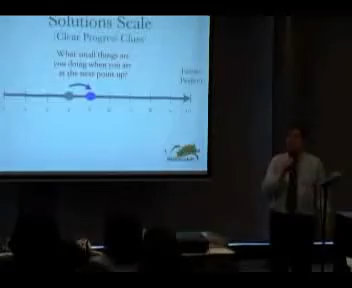 Solutions Scale
(Clear Progress Clues)
What small things are
you doing when you are
at the next point up?
Future
Perfect